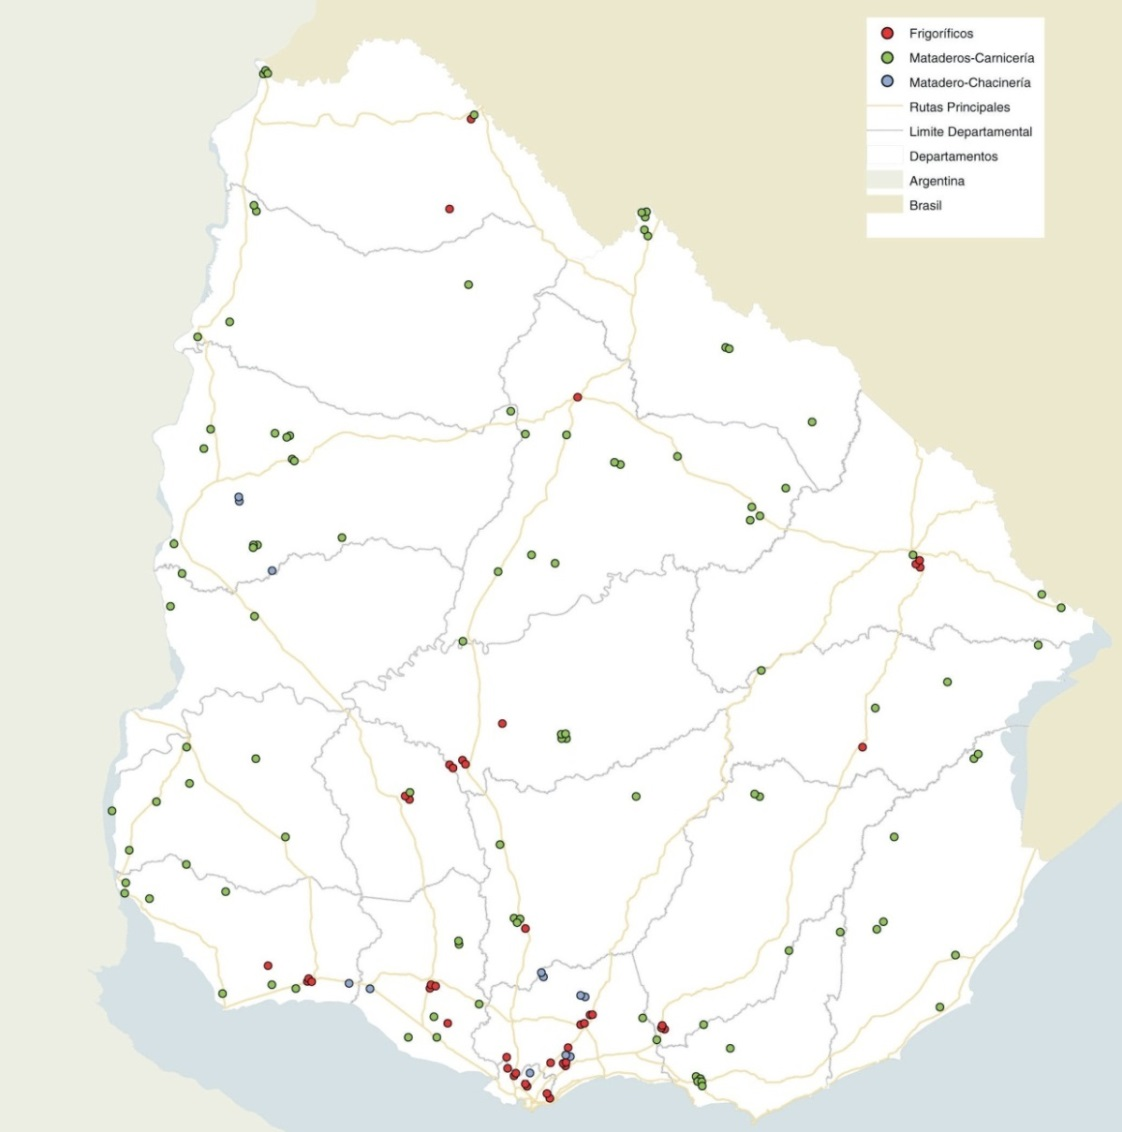 Frigoríficos
Mataderos-Carnicería
Matadero-Chacinería
Rutas Principales
Limite Departamental
Departamentos
Argentina
Brasil